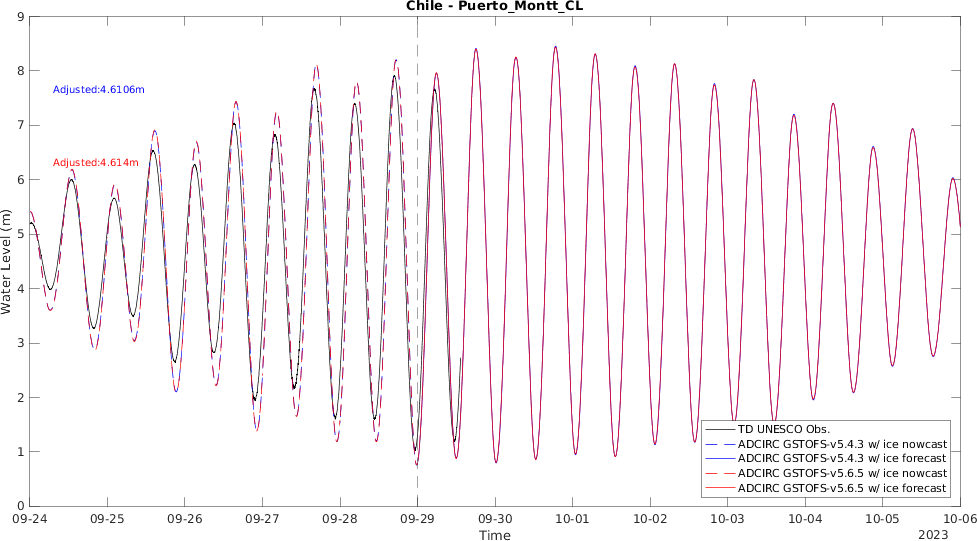 Chile - Puerto_Montt_CL
9
8
7
6
5
4
3
2
1
0
Water Level (m)
Adjusted:4.6106m
Adjusted:4.614m
TD UNESCO Obs.
ADCIRC GSTOFS-v5.4.3 w/ ice nowcast
ADCIRC GSTOFS-v5.4.3 w/ ice forecast
ADCIRC GSTOFS-v5.6.5 w/ ice nowcast
ADCIRC GSTOFS-v5.6.5 w/ ice forecast
09-24 09-25 09-26 09-27 09-28 09-29 09-30 10-01 10-02 10-03 10-04 10-05 10-06
Time
2023